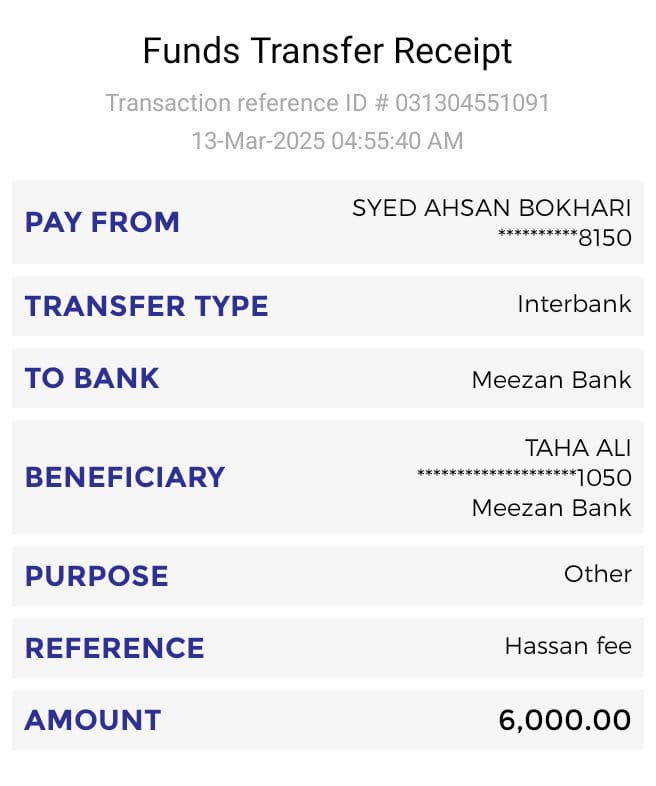 Funds Transfer Receipt
Transaction reference ID # 031304551091
13-Mar-2025 04:55:40 AM
PAY FROM
SYED AHSAN BOKHARI
**********8150
TRANSFER TYPE
Interbank
TO BANK
Meezan Bank
BENEFICIARY
TAHA ALI
********************1050
Meezan Bank
PURPOSE
Other
REFERENCE
Hassan fee
AMOUNT
6,000.00